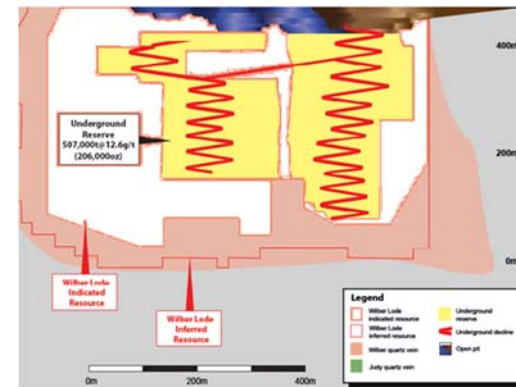 400m
Underground
Reserve
507,000t@12.6g/t
(206,000oz)
200m
0m
Wilber Lode
Indicated
Resource
Wilber Lode
Inferred
Resource
Legend
Wilber Lode
indicated resource
Wilber Lode
inferred resource
Wilber quartz vein
Judy quartz vein
Underground
reserve
Underground decline
Open pit
0m
200m
400m